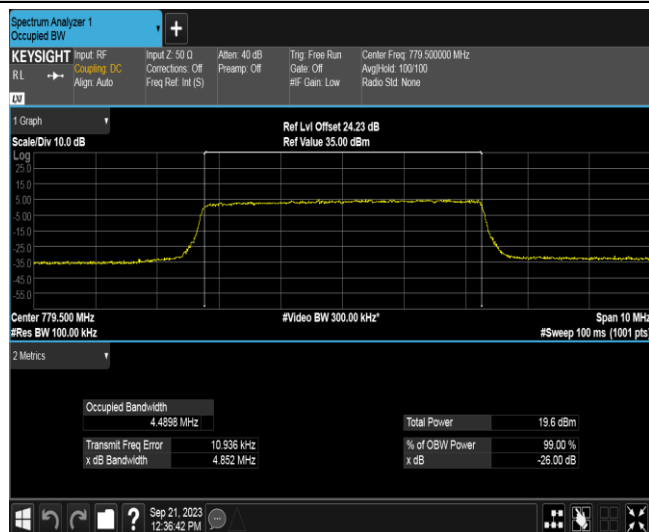 Spectrum Analyzer 1
Occupied BW
KEYSIGHT Input: RF Input Z: 50 Ω Atten: 40 dB Trig: Free Run Center Freq: 779.500000 MHz
RL Coupling: DC Corrections: Off Preamp: Off Gate: Off Avg|Hold: 100/100
Align: Auto Freq Ref: Int (S) #IF Gain: Low Radio Std: None
LXI
1 Graph Ref Lvl Offset 24.23 dB
Scale/Div 10.0 dB Ref Value 35.00 dBm
Log
25.0
15.0
5.00
-5.00
-15.0
-25.0
-35.0
-45.0
-55.0
Center 779.500 MHz #Video BW 300.00 kHz* Span 10 MHz
#Res BW 100.00 kHz #Sweep 100 ms (1001 pts)
2 Metrics
Occupied Bandwidth
4.4898 MHz Total Power 19.6 dBm
Transmit Freq Error 10.936 kHz % of OBW Power 99.00 %
x dB Bandwidth 4.852 MHz x dB -26.00 dB
? Sep 21, 2023
12:36:42 PM